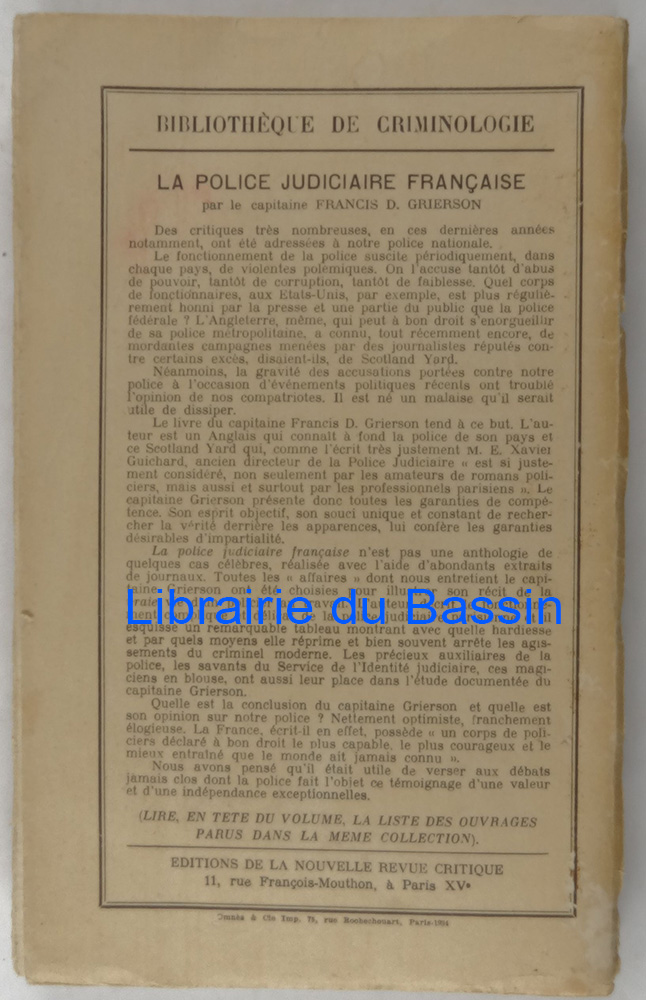 BIBLIOTHÈQUE DE CRIMINOLOGIE
LA POLICE JUDICIAIRE FRANÇAISE
par le capitaine FRANCIS D. GRIERSON
Des critiques très nombreuses, en ces dernières années
notamment, ont été adressées à notre police nationale.
Le fonctionnement de la police suscite périodiquement, dans
chaque pays, de violentes polémiques. On l'accuse tantôt d'abus
de pouvoir, tantôt de corruption, tantôt de faiblesse. Quel corps
de fonctionnaires, aux Etats-Unis, par exemple, est plus réguliè-
rement honni par la presse et une partie du public que la police
fédérale ? L'Angleterre, même, qui peut à bon droit s'enorgueillir
de sa police métropolitaine, a connu, tout récemment encore, de
mordantes campagnes menées par des journalistes réputés con-
tre certains excès, disaient-ils, de Scotland Yard.
Néanmoins, la gravité des accusations portées contre notre
police à l'occasion d'événements politiques récents ont troublé
l'opinion de nos compatriotes. Il est né un malaise qu'il serait
utile de dissiper.
Le livre du capitaine Francis D. Grierson tend à ce but. L'au-
teur est un Anglais qui connaît à fond la police de son pays et
ce Scotland Yard qui, comme l'écrit très justement M. E. Xavier
Guichard, ancien directeur de la Police Judiciaire « est si juste-
ment considéré, non seulement par les amateurs de romans poli-
ciers, mais aussi et surtout par les professionnels parisiens ». Le
capitaine Grierson présente donc toutes les garanties de compé-
tence. Son esprit objectif, son souci unique et constant de recher-
cher la vérité derrière les apparences, lui confère les garanties
désirables d'impartialité.
La police judiciaire française n'est pas une anthologie de
quelques cas célèbres, réalisée avec l'aide d'abondants extraits
de journaux. Toutes les « affaires » dont nous entretient le capi-
taine Grierson ont été choisies pour illustrer son récit de la
Librairie du Bassin
esquisse un remarquable tableau montrant avec quelle hardiesse
et par quels moyens elle réprime et bien souvent arrête les agis-
sements du criminel moderne. Les précieux auxiliaires de la
police, les savants du Service de l'Identité judiciaire, ces magi-
ciens en blouse, ont aussi leur place dans l'étude documentée du
capitaine Grierson.
Quelle est la conclusion du capitaine Grierson et quelle est
son opinion sur notre police ? Nettement optimiste, franchement
élogieuse. La France, écrit-il en effet, possède « un corps de poli-
ciers déclaré à bon droit le plus capable, le plus courageux et le
mieux entraîné que le monde ait jamais connu ».
Nous avons pensé qu'il était utile de verser aux débats
jamais clos dont la police fait l'objet ce témoignage d'une valeur
et d'une indépendance exceptionnelles.
(LIRE, EN TETE DU VOLUME, LA LISTE DES OUVRAGES
PARUS DANS LA MEME COLLECTION).
EDITIONS DE LA NOUVELLE REVUE CRITIQUE
11, rue François-Mouthon, à Paris XVe
& Cie Imp. 75, rue Rochechouart, Paris-1934